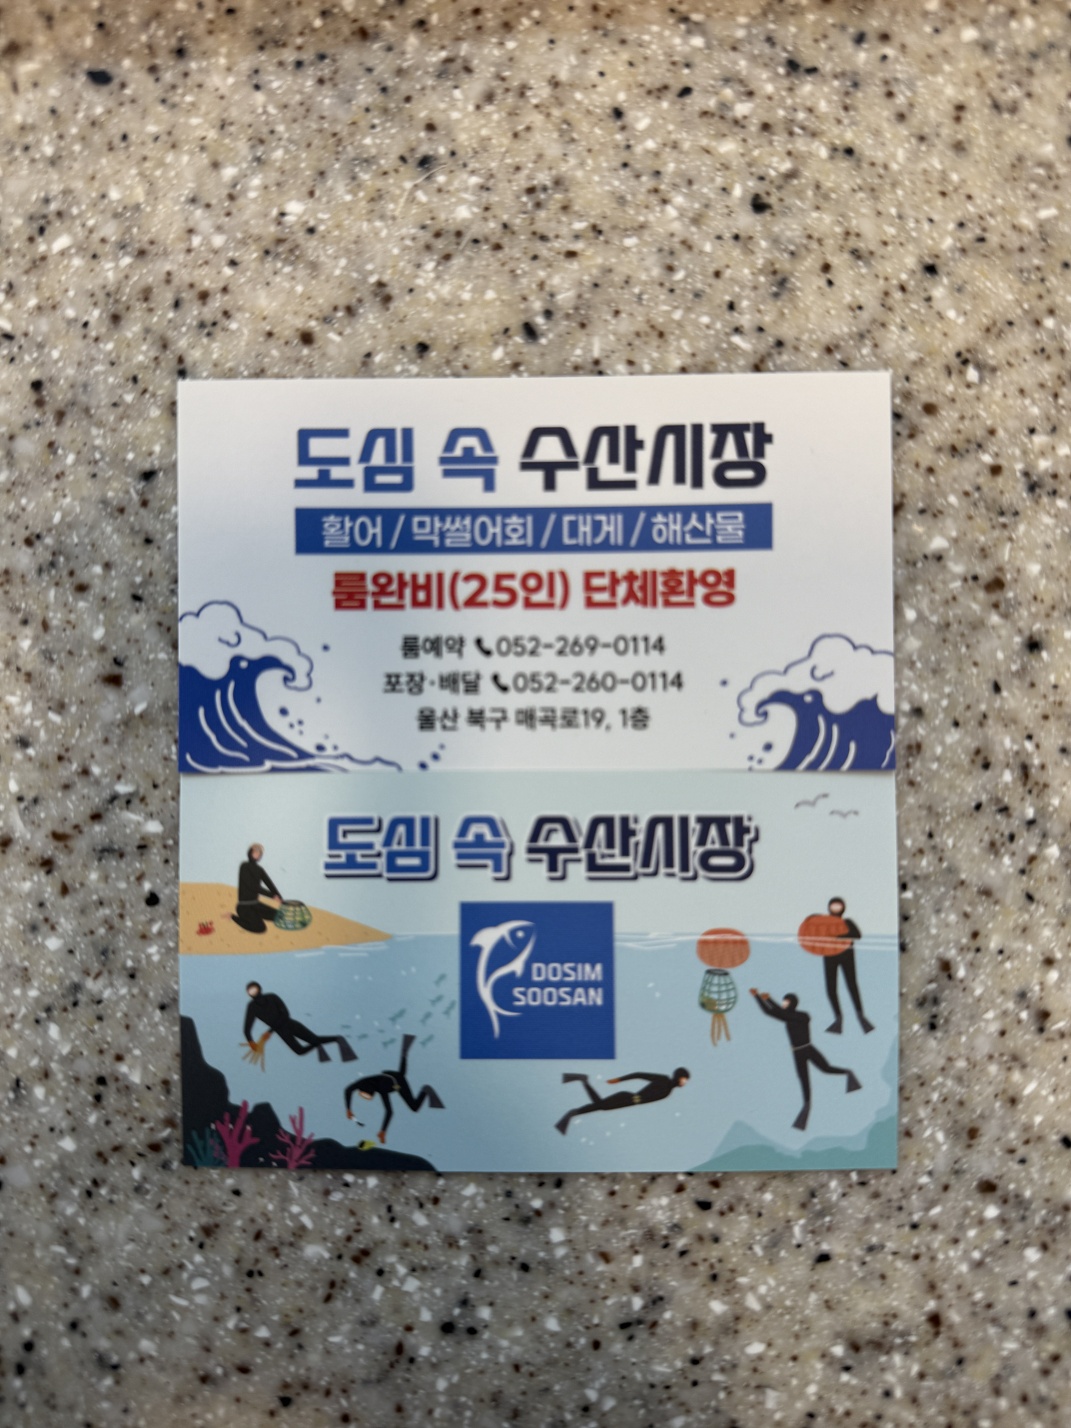 도심 속 수산시장
활어 / 막썰어회 / 대게 / 해산물
룸완비(25인) 단체환영
룸예약 052-269-0114
포장·배달 052-260-0114
울산 북구 매곡로19, 1층
도심 속 수산시장
DOSIM
SOOSAN